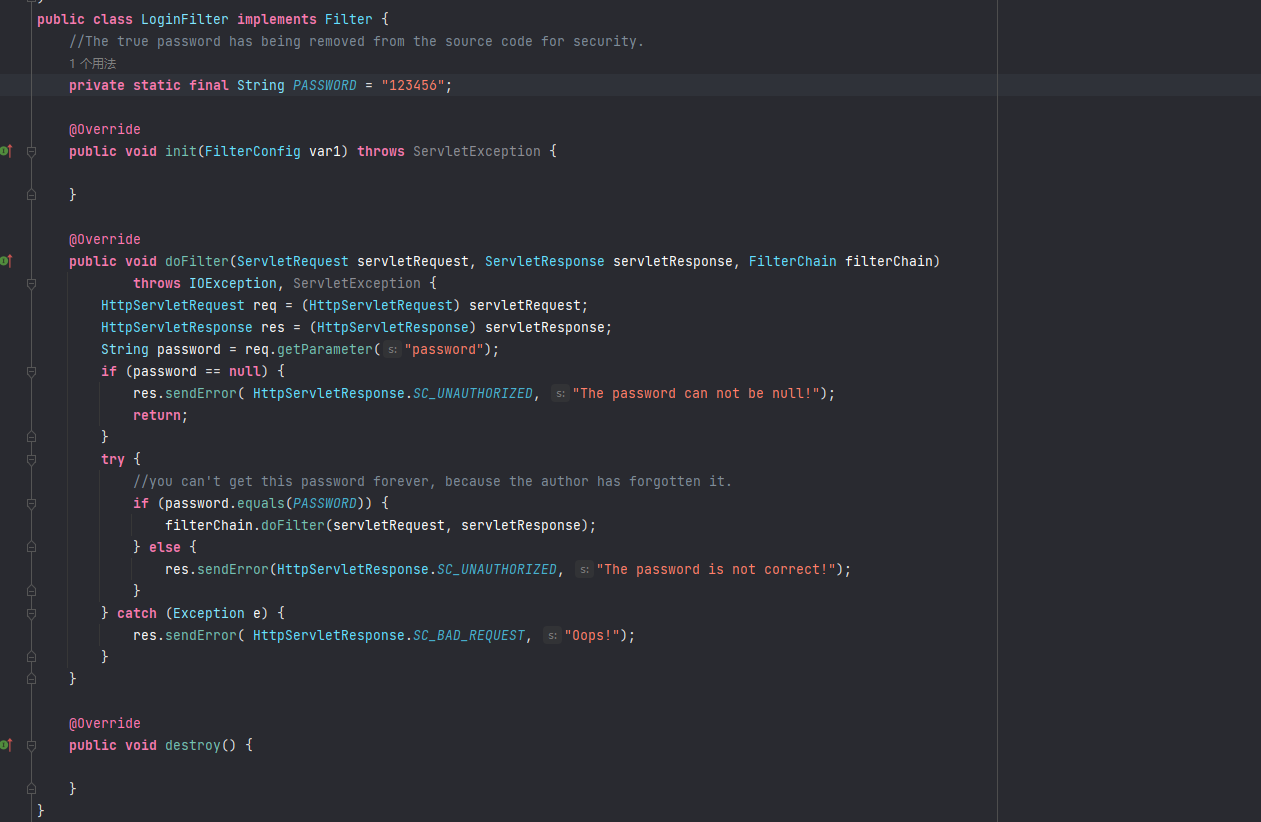 public class LoginFilter implements Filter {
//The true password has being removed from the source code for security.
1 个用法
private static final String PASSWORD = "123456";
@Override
public void init(FilterConfig var1) throws ServletException {
}
@Override
public void doFilter(ServletRequest servletRequest, ServletResponse servletResponse, FilterChain filterChain)
throws IOException, ServletException {
HttpServletRequest req = (HttpServletRequest) servletRequest;
HttpServletResponse res = (HttpServletResponse) servletResponse;
String password = req.getParameter( s: "password");
if (password == null) {
res.sendError( HttpServletResponse.SC_UNAUTHORIZED, s: "The password can not be null!");
return;
}
try {
//you can't get this password forever, because the author has forgotten it.
if (password.equals(PASSWORD)) {
filterChain.doFilter(servletRequest, servletResponse);
} else {
res.sendError(HttpServletResponse.SC_UNAUTHORIZED, s: "The password is not correct!");
}
} catch (Exception e) {
res.sendError( HttpServletResponse.SC_BAD_REQUEST, s: "Oops!");
}
}
@Override
public void destroy() {
}
}